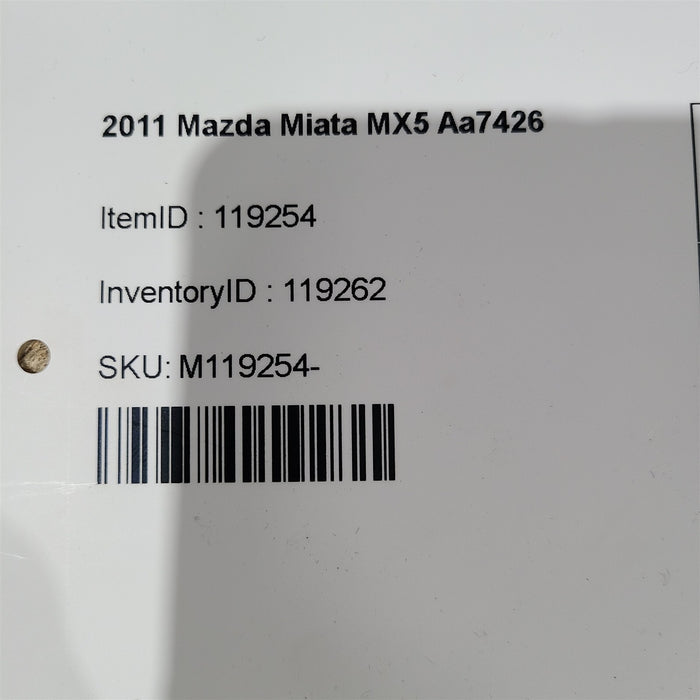 2011 Mazda Miata MX5 Aa7426
ItemID : 119254
InventoryID : 119262
SKU: M119254-